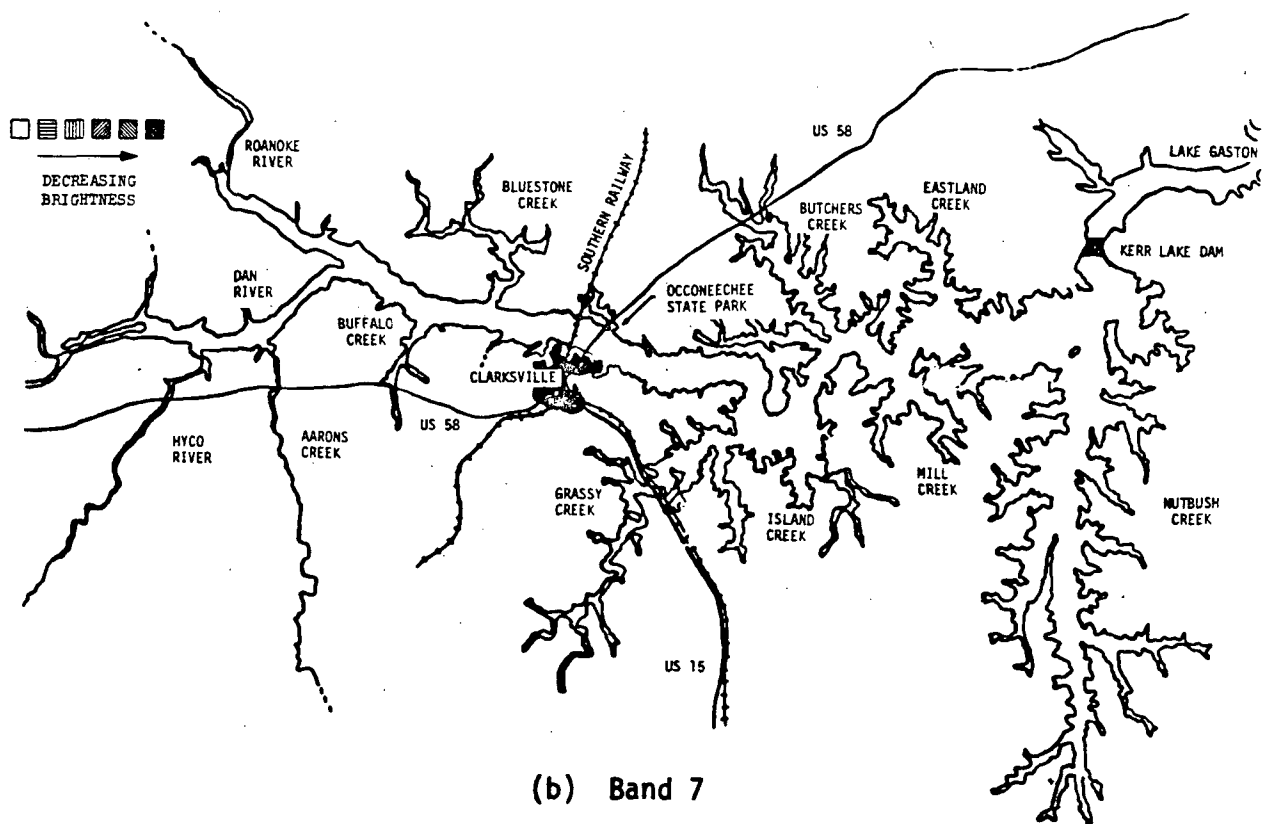 US 58
ROANOKE
RIVER
LAKE GASTON
DECREASING
BRIGHTNESS
BLUESTONE
CREEK
SOUTHERN RAILWAY
EASTLAND
CREEK
BUTCHERS
CREEK
KERR LAKE DAM
DAN
RIVER
OCCONEECHEE
STATE PARK
BUFFALO
CREEK
CLARKSVILLE
US 58
HYCO
RIVER
AARONS
CREEK
MILL
CREEK
GRASSY
CREEK
ISLAND
CREEK
NUTBUSH
CREEK
US 15
(b) Band 7